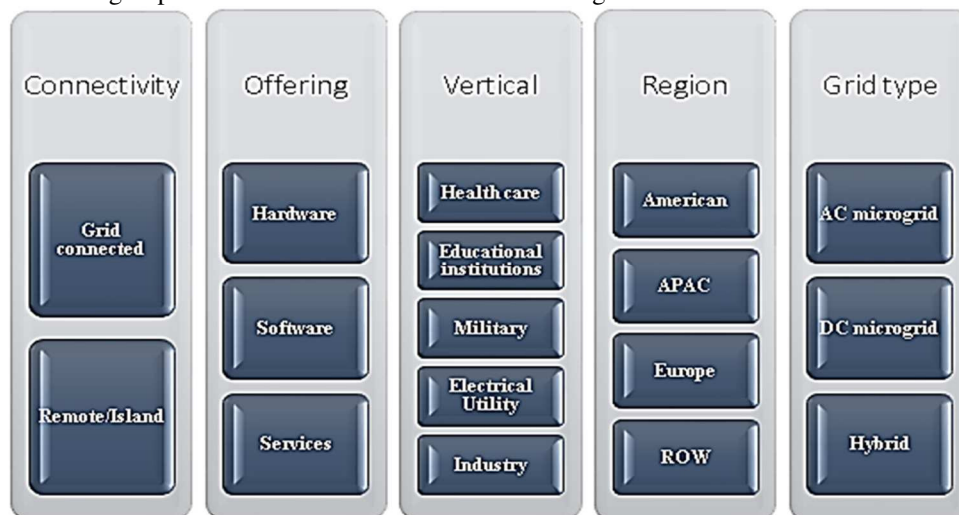 Connectivity
Grid
connected
Remote/Island
Offering
Hardware
Software
Services
Vertical
Health care
Educational
institutions
Military
Electrical
Utility
Industry
Region
American
APAC
Europe
ROW
Grid type
AC microgrid
DC microgrid
Hybrid